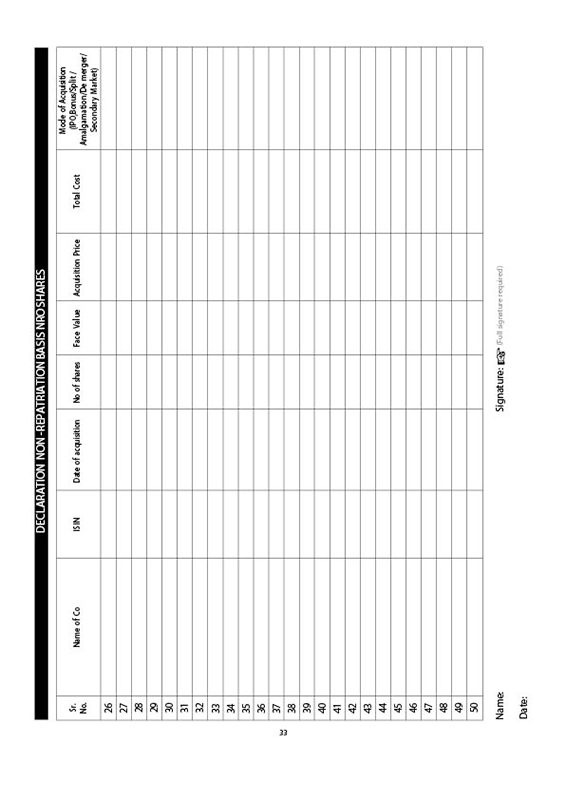 DECLARATION NON-REPATRIATION BASIS NRO SHARES
Sr.
No.
Name of Co
ISIN
Date of acquisition
No of shares
Face Value
Acquisition Price
Total Cost
Mode of Acquisition
(IPO,Bonus/Split /
Amalgamation/De merger/
Secondary Market)
26
27
28
29
30
31
32
33
34
35
36
37
38
39
40
41
42
43
44
45
46
47
48
49
50
Name:
Signature: (Full signature required)
Date:
33